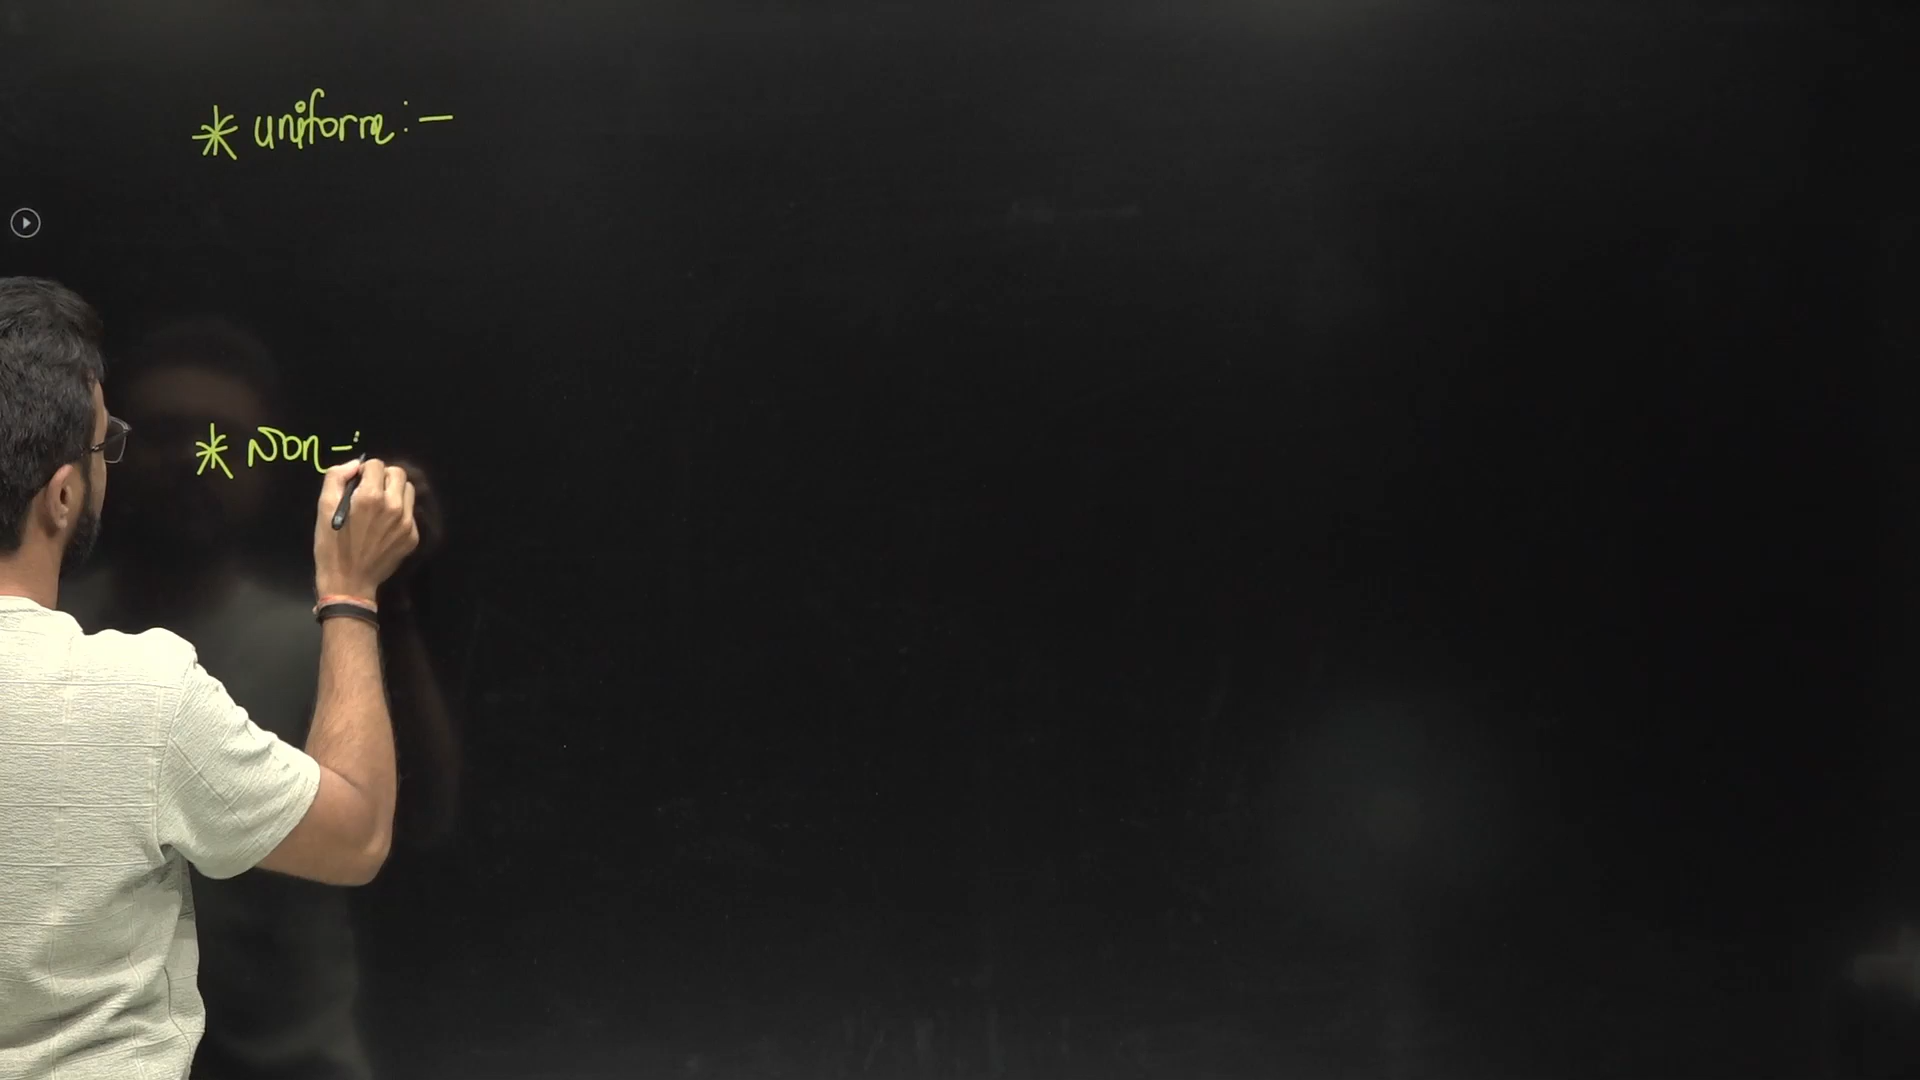 * uniform :-
* Non -